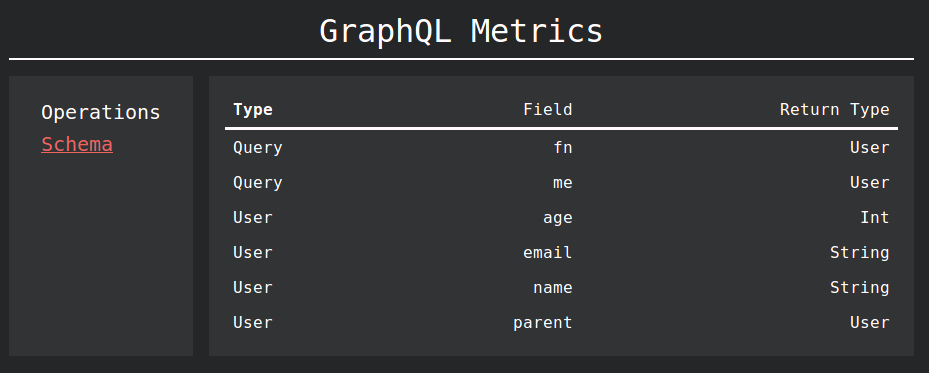 GraphQL Metrics
Operations
Schema
Type Field Return Type
Query fn User
Query me User
User age Int
User email String
User name String
User parent User